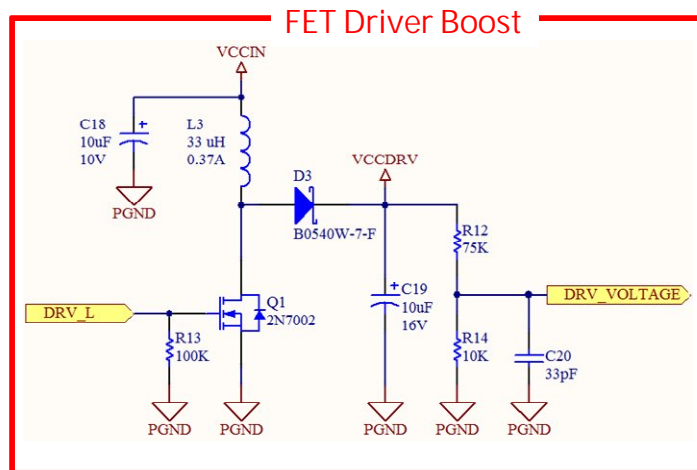 FET Driver Boost
VCCIN
C18
10uF
10V
+
PGND
L3
33 uH
0.37A
D3
B0540W-7-F
VCCDRV
R12
75K
C19
10uF
16V
+
DRV_VOLTAGE
DRV_L
Q1
2N7002
R13
100K
R14
10K
C20
33pF
PGND
PGND
PGND
PGND
PGND